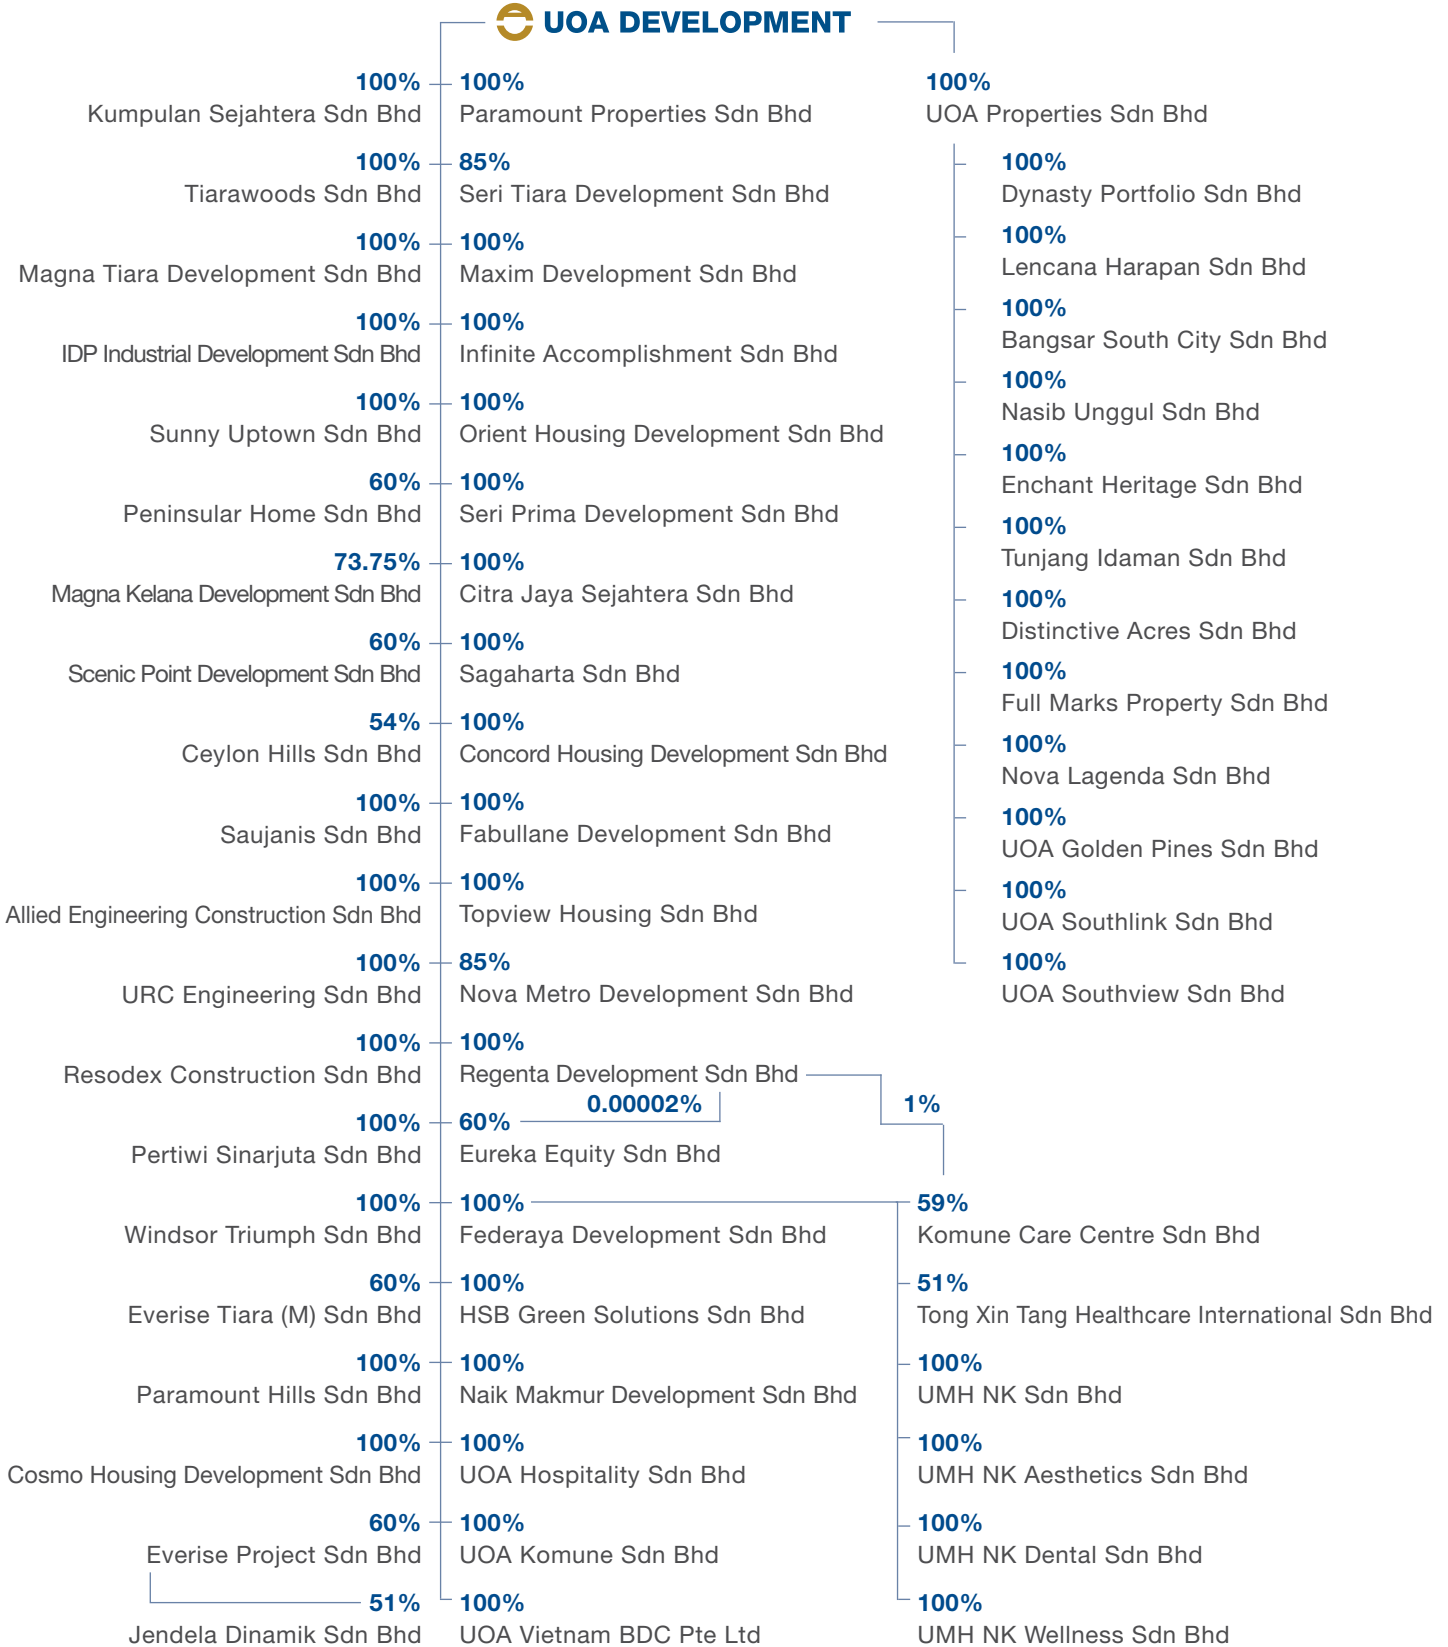 UOA DEVELOPMENT
100%
Kumpulan Sejahtera Sdn Bhd
100%
Tiarawoods Sdn Bhd
100%
Magna Tiara Development Sdn Bhd
100%
IDP Industrial Development Sdn Bhd
100%
Sunny Uptown Sdn Bhd
60%
Peninsular Home Sdn Bhd
73.75%
Magna Kelana Development Sdn Bhd
60%
Scenic Point Development Sdn Bhd
54%
Ceylon Hills Sdn Bhd
100%
Saujanis Sdn Bhd
100%
Allied Engineering Construction Sdn Bhd
100%
URC Engineering Sdn Bhd
100%
Resodex Construction Sdn Bhd
100%
Pertiwi Sinarjuta Sdn Bhd
100%
Windsor Triumph Sdn Bhd
60%
Everise Tiara (M) Sdn Bhd
100%
Paramount Hills Sdn Bhd
100%
Cosmo Housing Development Sdn Bhd
60%
Everise Project Sdn Bhd
51%
Jendela Dinamik Sdn Bhd
100%
Paramount Properties Sdn Bhd
85%
Seri Tiara Development Sdn Bhd
100%
Maxim Development Sdn Bhd
100%
Infinite Accomplishment Sdn Bhd
100%
Orient Housing Development Sdn Bhd
100%
Seri Prima Development Sdn Bhd
100%
Citra Jaya Sejahtera Sdn Bhd
100%
Sagaharta Sdn Bhd
100%
Concord Housing Development Sdn Bhd
100%
Fabullane Development Sdn Bhd
100%
Topview Housing Sdn Bhd
85%
Nova Metro Development Sdn Bhd
100%
Regenta Development Sdn Bhd
0.00002%
60%
Eureka Equity Sdn Bhd
100%
Federaya Development Sdn Bhd
100%
HSB Green Solutions Sdn Bhd
100%
Naik Makmur Development Sdn Bhd
100%
UOA Hospitality Sdn Bhd
100%
UOA Komune Sdn Bhd
100%
UOA Vietnam BDC Pte Ltd
100%
UOA Properties Sdn Bhd
100%
Dynasty Portfolio Sdn Bhd
100%
Lencana Harapan Sdn Bhd
100%
Bangsar South City Sdn Bhd
100%
Nasib Unggul Sdn Bhd
100%
Enchant Heritage Sdn Bhd
100%
Tunjang Idaman Sdn Bhd
100%
Distinctive Acres Sdn Bhd
100%
Full Marks Property Sdn Bhd
100%
Nova Lagenda Sdn Bhd
100%
UOA Golden Pines Sdn Bhd
100%
UOA Southlink Sdn Bhd
100%
UOA Southview Sdn Bhd
1%
59%
Komune Care Centre Sdn Bhd
51%
Tong Xin Tang Healthcare International Sdn Bhd
100%
UMH NK Sdn Bhd
100%
UMH NK Aesthetics Sdn Bhd
100%
UMH NK Dental Sdn Bhd
100%
UMH NK Wellness Sdn Bhd